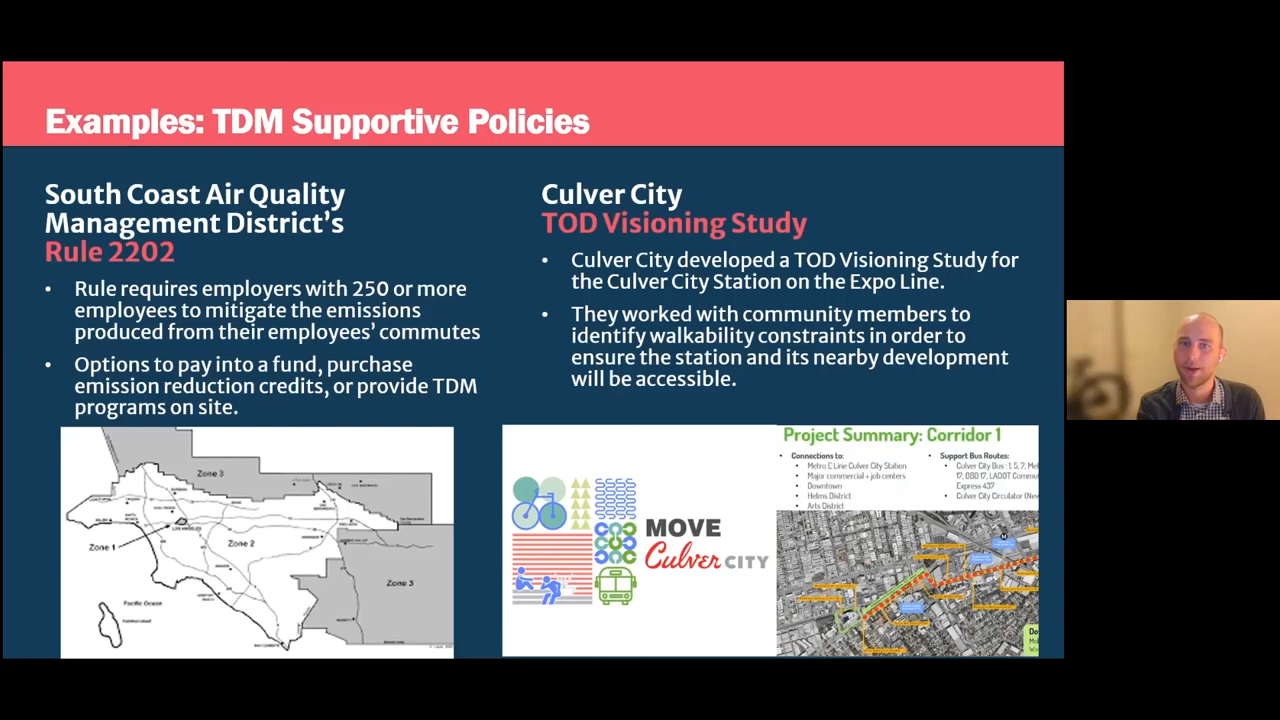 Examples: TDM Supportive Policies
South Coast Air Quality
Management District’s
Rule 2202
• Rule requires employers with 250 or more
employees to mitigate the emissions
produced from their employees’ commutes
• Options to pay into a fund, purchase
emission reduction credits, or provide TDM
programs on site.
Zone 3
Zone 1
Zone 2
Zone 3
Pacific Ocean
Culver City
TOD Visioning Study
• Culver City developed a TOD Visioning Study for
the Culver City Station on the Expo Line.
• They worked with community members to
identify walkability constraints in order to
ensure the station and its nearby development
will be accessible.
MOVE
Culver CITY
Project Summary: Corridor 1
• Connections to:
• Metro E Line Culver City Station
• Major commercial + job centers
• Downtown
• Helms District
• Arts District
• Support Bus Routes:
• Culver City Bus : 1, 5, 7, Met
17, BBB 17, LADOT Commu
Express 437
• Culver City Circulator (New